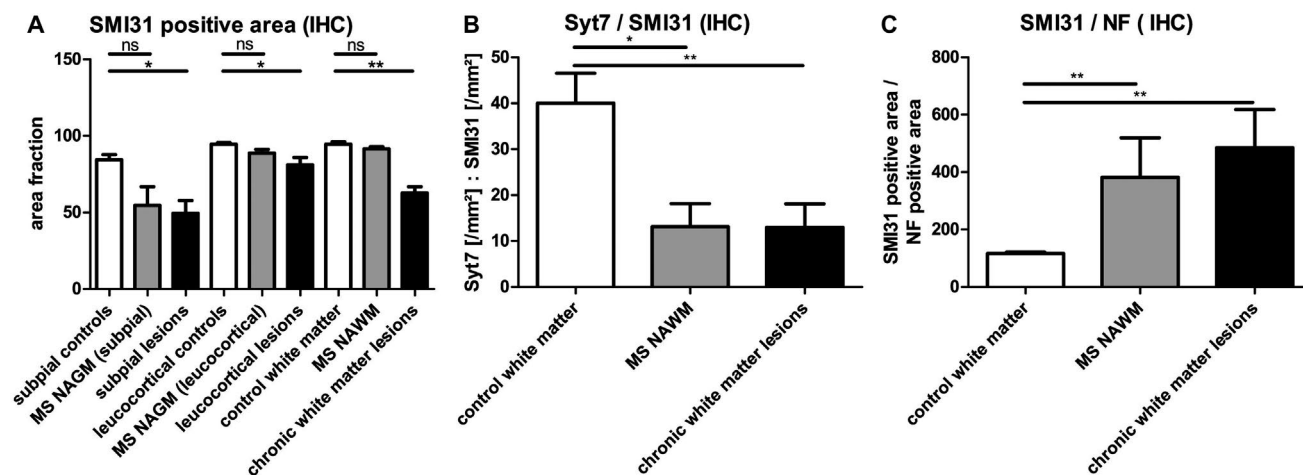 A
SMI31 positive area (IHC)
ns
ns
ns
*
*
**
150
100
50
0
area fraction
subpial controls
MS NAGM (subpial)
subpial lesions
leucocortical controls
MS NAGM (leucocortical)
leucocortical lesions
control white matter
MS NAWM
chronic white matter lesions
B
Syt7 / SMI31 (IHC)
*
**
50
40
30
20
10
0
Syt7 [/mm²] : SMI31 [/mm²]
control white matter
MS NAWM
chronic white matter lesions
C
SMI31 / NF ( IHC)
**
**
800
600
400
200
0
SMI31 positive area /
NF positive area
control white matter
MS NAWM
chronic white matter lesions